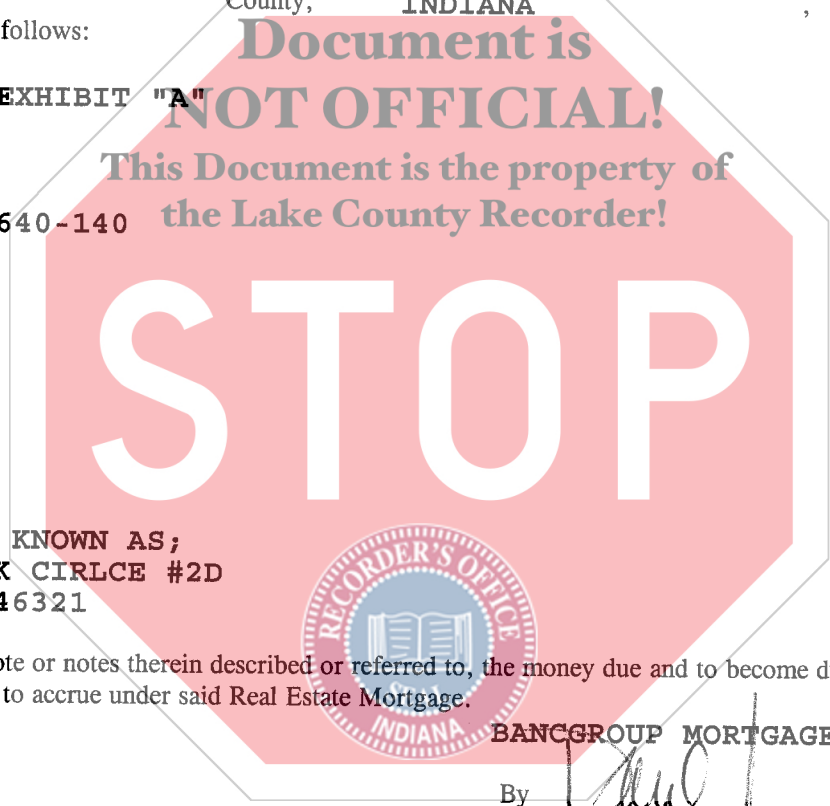 County, INDIANA ,
follows:
Document is
EXHIBIT "A"
NOT OFFICIAL!
This Document is the property of
640-140
the Lake County Recorder!
STOP
KNOWN AS;
K CIRLCE #2D
46321
RECORDER'S OFFICE
SEAL
INDIANA
ote or notes therein described or referred to, the money due and to become d
to accrue under said Real Estate Mortgage.
BANCGROUP MORTGAGE
By